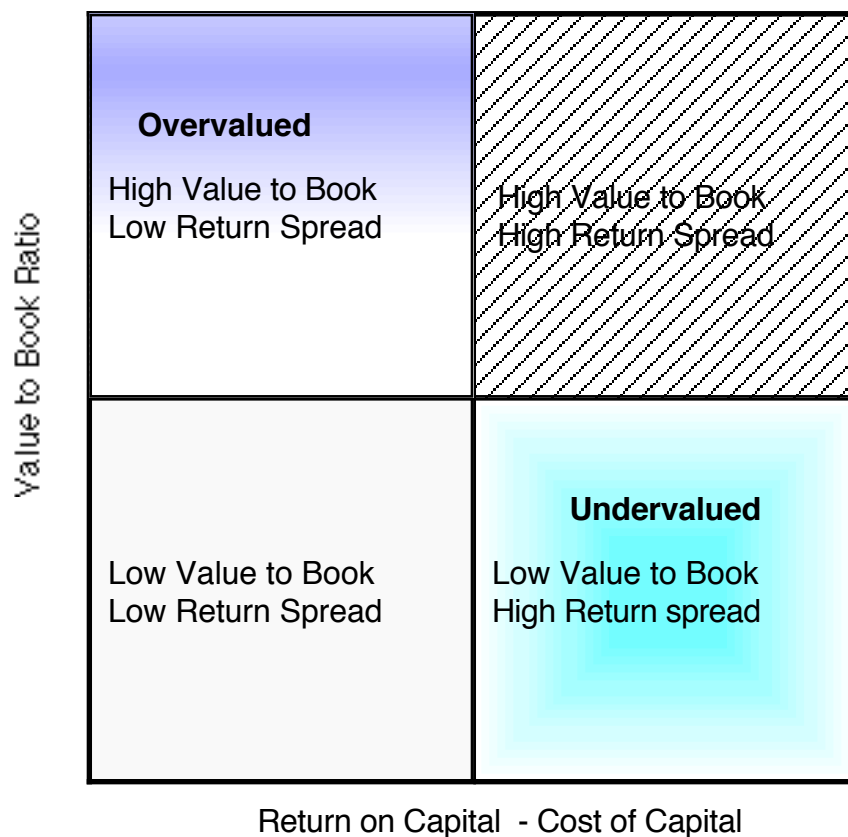 Value to Book Ratio
Overvalued
High Value to Book
Low Return Spread
High Value to Book
High Return Spread
Low Value to Book
Low Return Spread
Undervalued
Low Value to Book
High Return spread
Return on Capital - Cost of Capital